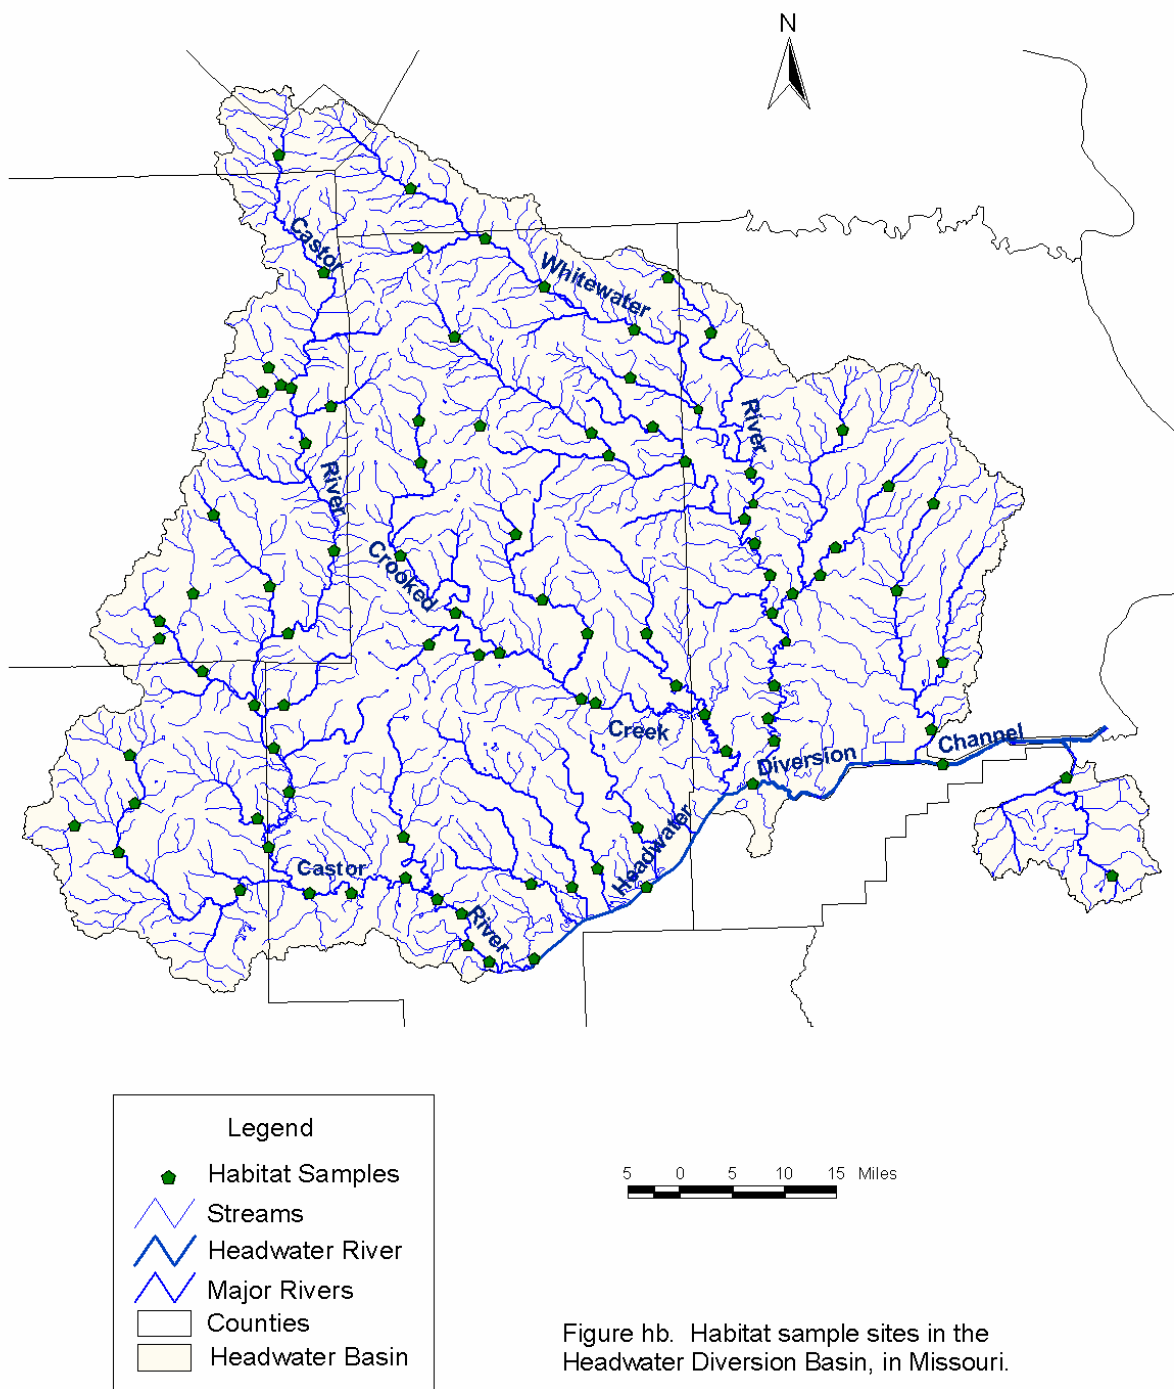 N
Castor
Whitewater
River
River
Crooked
Creek
Diversion
Channel
Headwater
Castor
River
Legend
Habitat Samples
Streams
Headwater River
Major Rivers
Counties
Headwater Basin
5 0 5 10 15 Miles
Figure hb. Habitat sample sites in the
Headwater Diversion Basin, in Missouri.